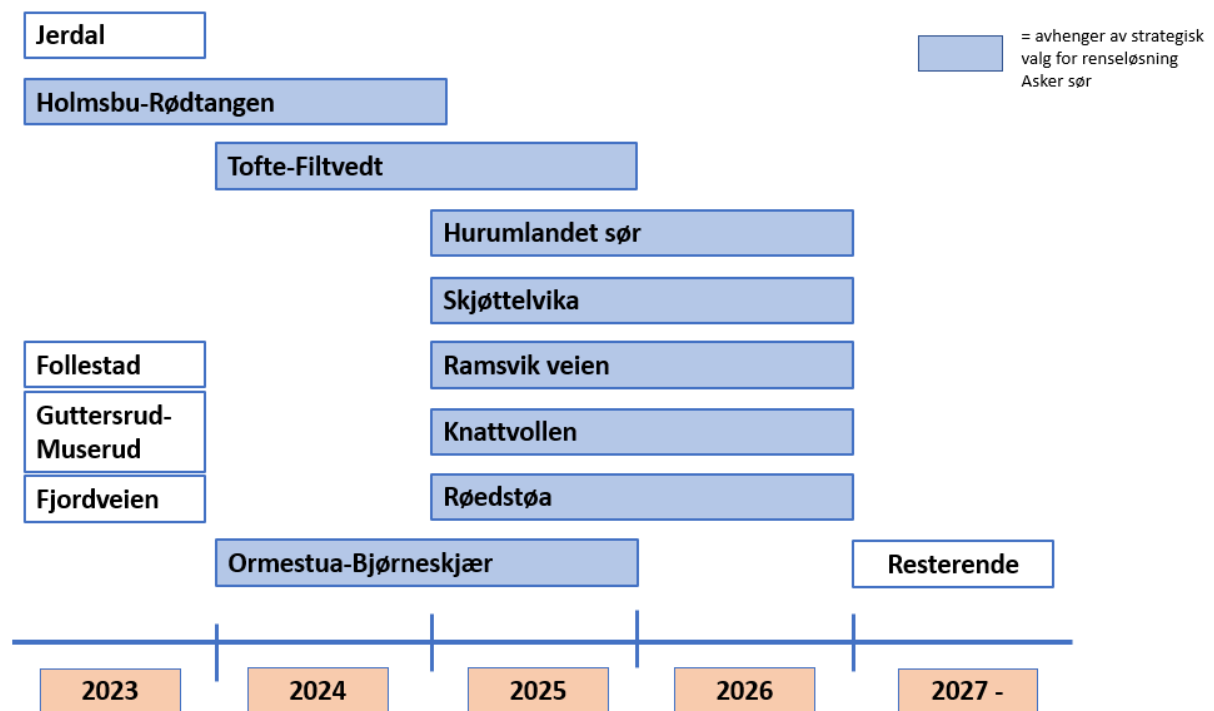 Jerdal
= avhenger av strategisk
valg for renseløsning
Asker sør
Holmsbu-Rødtangen
Tofte-Filtvedt
Hurumlandet sør
Skjøttelvika
Follestad
Ramsvik veien
Guttersrud-
Muserud
Knattvollen
Fjordveien
Røedstøa
Ormestua-Bjørneskjær
Resterende
2023
2024
2025
2026
2027 -